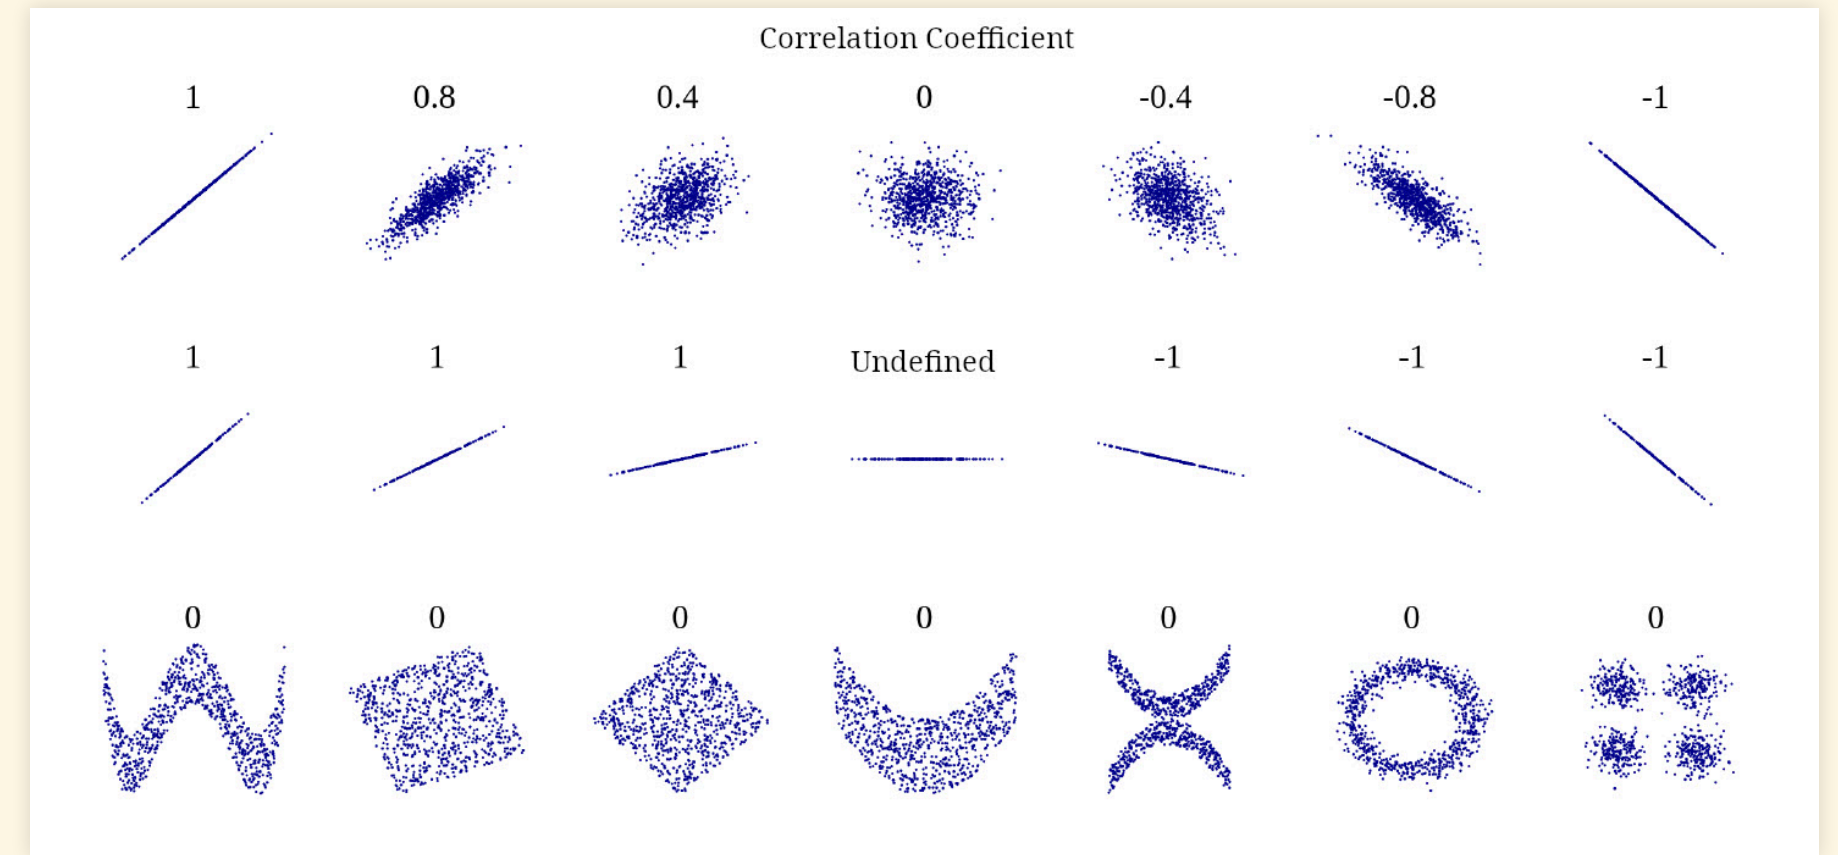 Correlation Coefficient
1 0.8 0.4 0 -0.4 -0.8 -1
1 1 1 Undefined -1 -1 -1
0 0 0 0 0 0 0